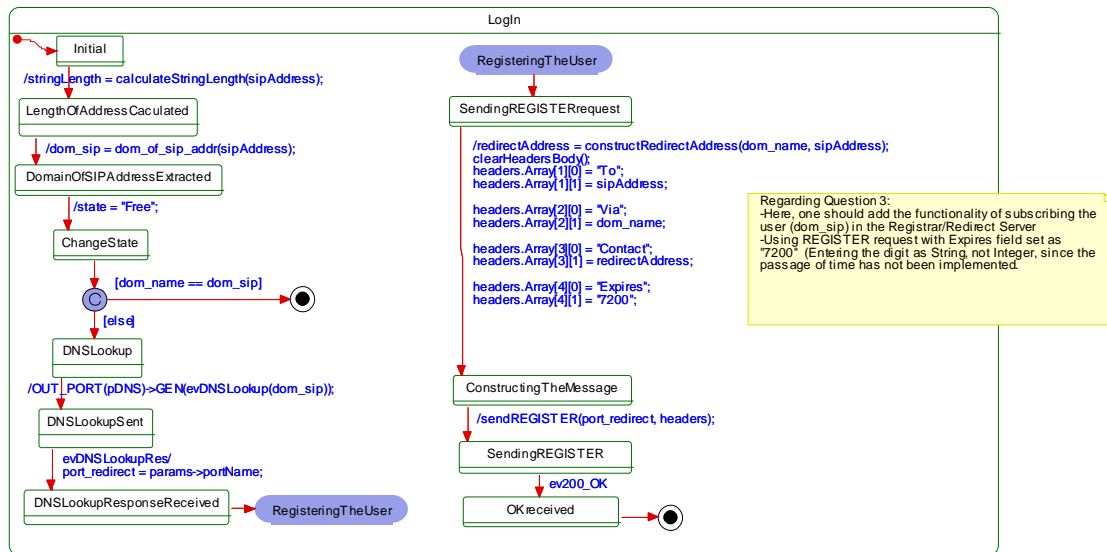 LogIn
Initial
/stringLength = calculateStringLength(sipAddress);
LengthOfAddressCaculated
/dom_sip = dom_of_sip_addr(sipAddress);
DomainOfSIPAddressExtracted
/state = "Free";
ChangeState
[dom_name == dom_sip]
C
[else]
DNSLookup
/OUT_PORT(pDNS)->GEN(evDNSLookup(dom_sip));
DNSLookupSent
evDNSLookupRes/
port_redirect = params->portName;
DNSLookupResponseReceived
RegisteringTheUser
RegisteringTheUser
SendingREGISTERrequest
/redirectAddress = constructRedirectAddress(dom_name, sipAddress);
clearHeadersBody();
headers.Array[1][0] = "To";
headers.Array[1][1] = sipAddress;
headers.Array[2][0] = "Via";
headers.Array[2][1] = dom_name;
headers.Array[3][0] = "Contact";
headers.Array[3][1] = redirectAddress;
headers.Array[4][0] = "Expires";
headers.Array[4][1] = "7200";
ConstructingTheMessage
/sendREGISTER(port_redirect, headers);
SendingREGISTER
ev200_OK
OKreceived
Regarding Question 3:
-Here, one should add the functionality of subscribing the
user (dom_sip) in the Registrar/Redirect Server
-Using REGISTER request with Expires field set as
"7200" (Entering the digit as String, not Integer, since the
passage of time has not been implemented.